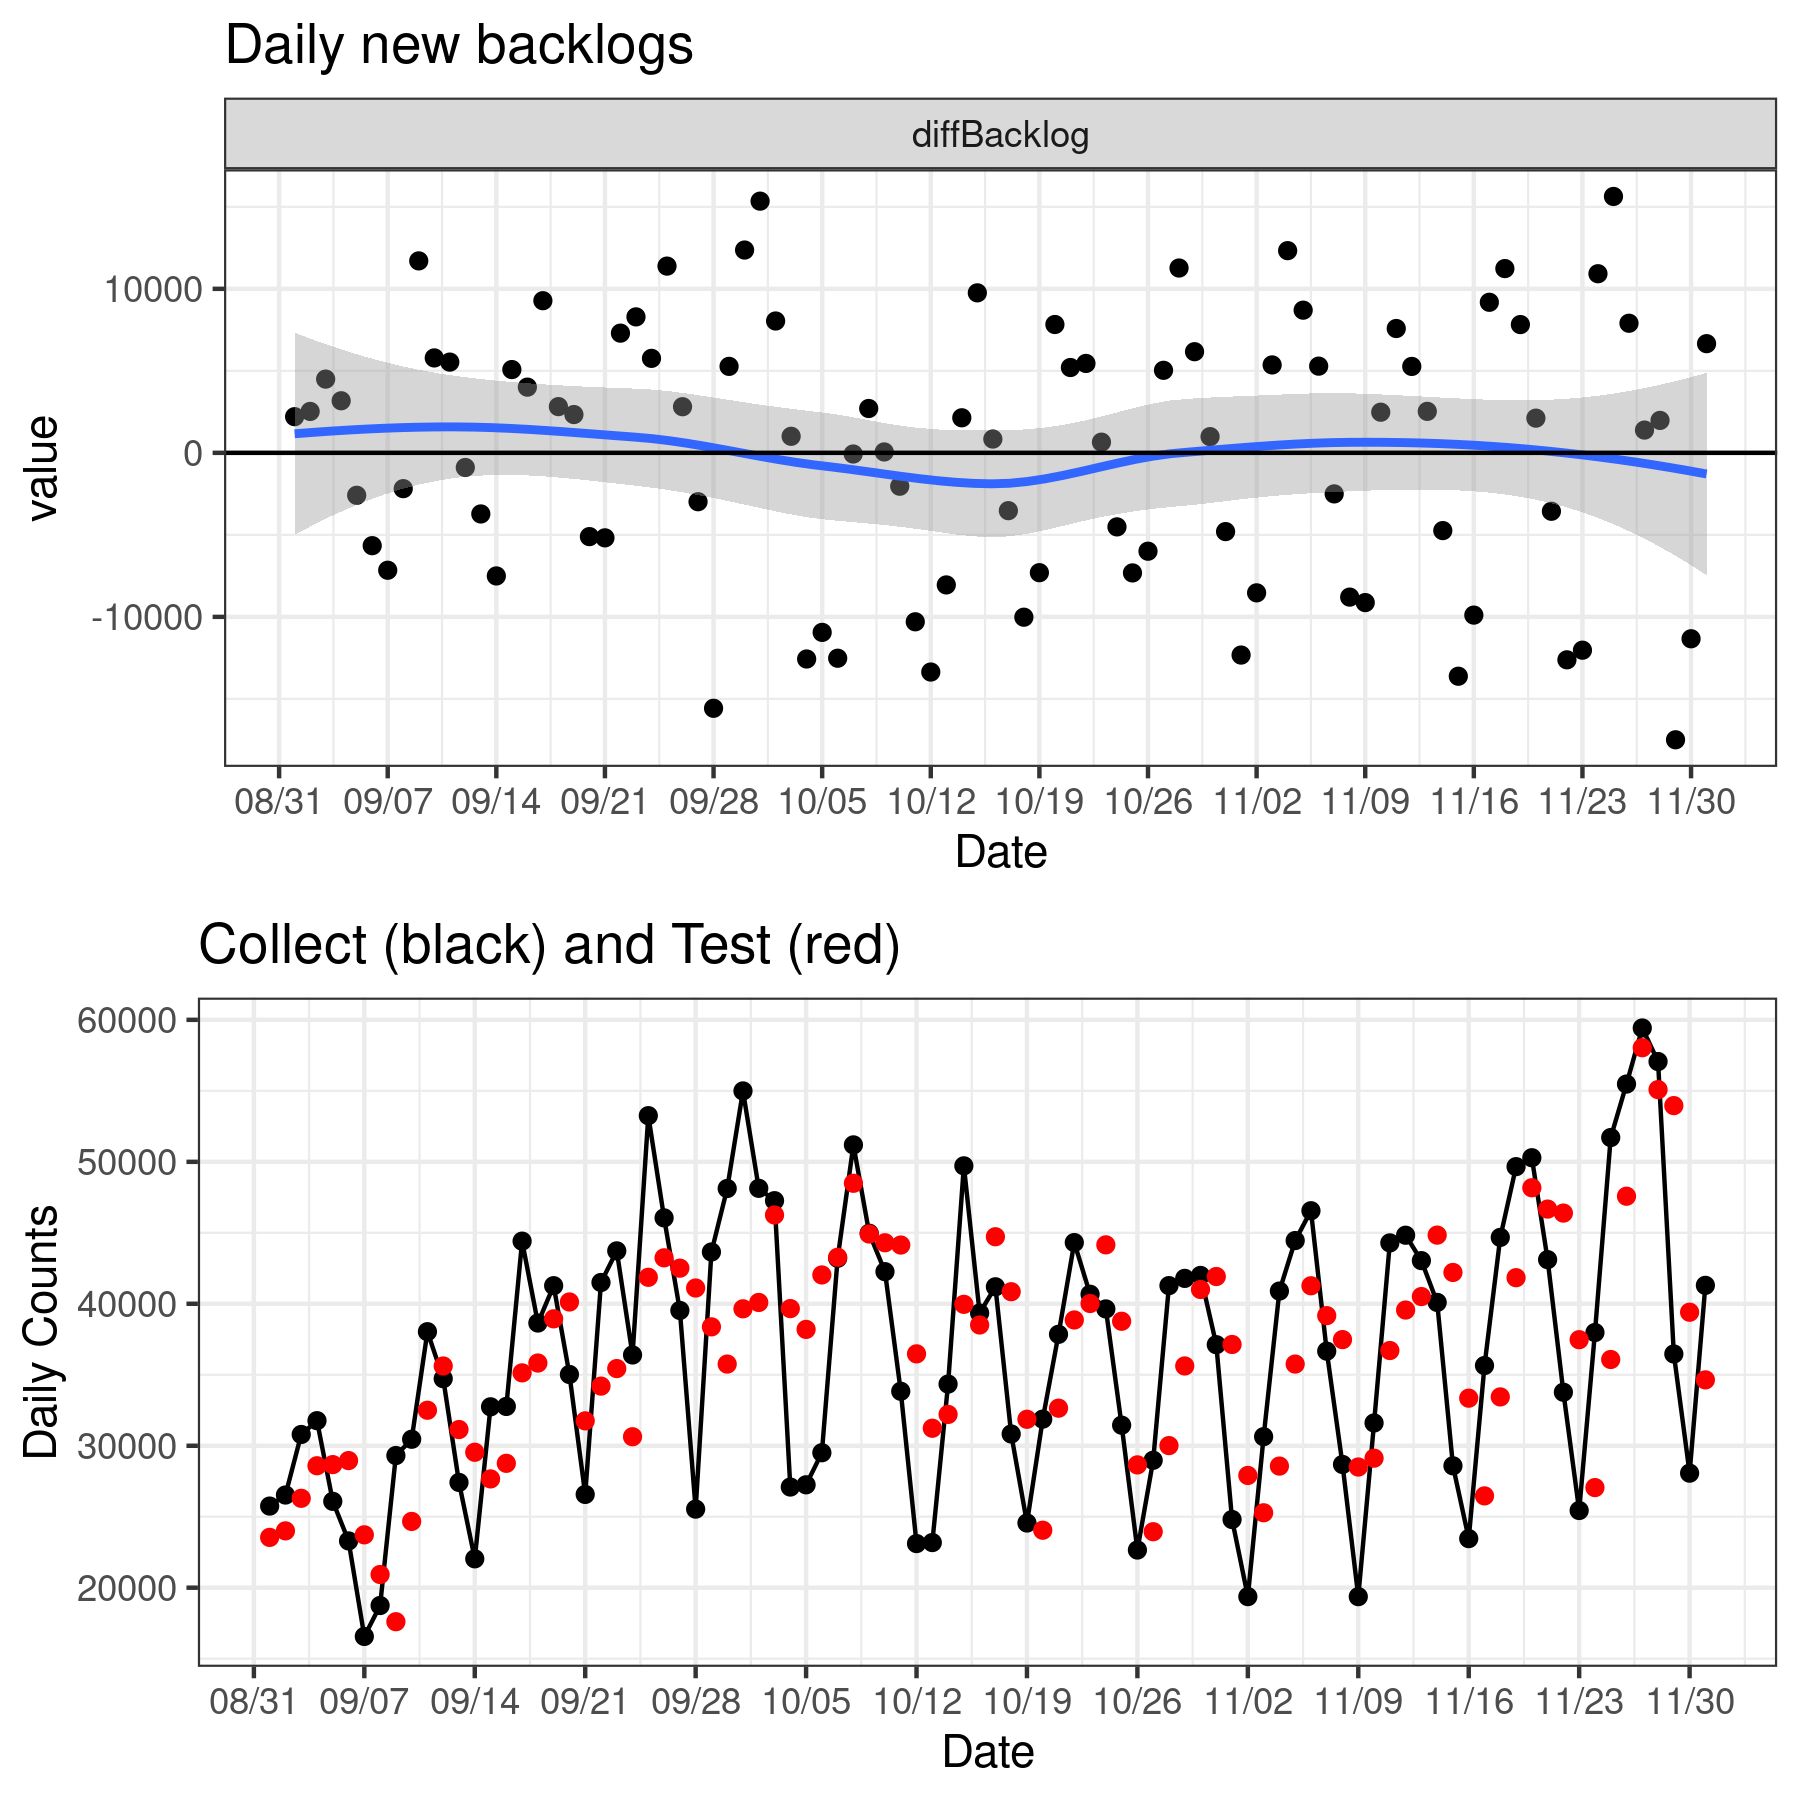 Daily new backlogs
diffBacklog
value
10000
0
-10000
08/31 09/07 09/14 09/21 09/28 10/05 10/12 10/19 10/26 11/02 11/09 11/16 11/23 11/30
Date
Collect (black) and Test (red)
Daily Counts
60000
50000
40000
30000
20000
08/31 09/07 09/14 09/21 09/28 10/05 10/12 10/19 10/26 11/02 11/09 11/16 11/23 11/30
Date